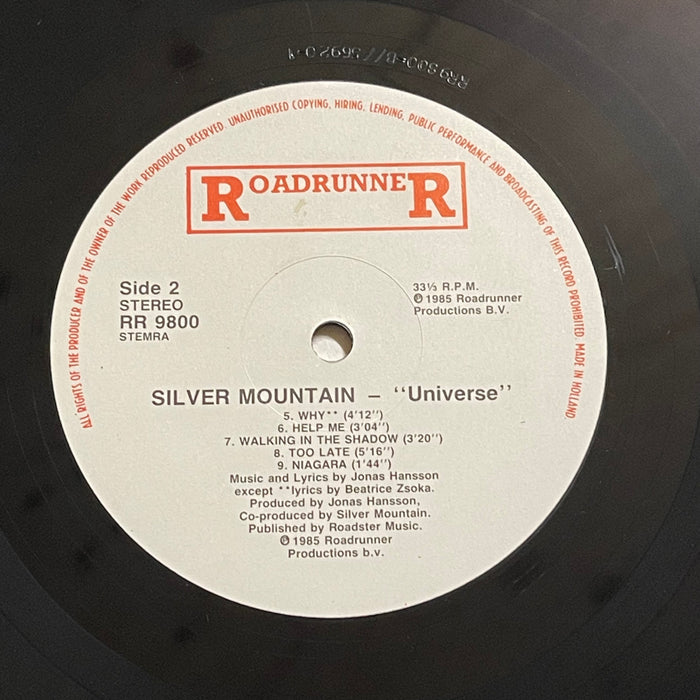 ALL RIGHTS OF THE PRODUCER AND OF THE OWNER OF THE WORK REPRODUCED RESERVED. UNAUTHORISED COPYING, HIRING, LENDING, PUBLIC PERFORMANCE AND BROADCASTING OF THIS RECORD PROHIBITED. MADE IN HOLLAND
ROADRUNNER
Side 2
STEREO
RR 9800
STEMRA
33⅓ R.P.M.
℗ 1985 Roadrunner
Productions B.V.
SILVER MOUNTAIN – "Universe"
5. WHY** (4'12")
6. HELP ME (3'04")
7. WALKING IN THE SHADOW (3'20")
8. TOO LATE (5'16")
9. NIAGARA (1'44")
Music and Lyrics by Jonas Hansson
except **lyrics by Beatrice Zsoka.
Produced by Jonas Hansson,
Co-produced by Silver Mountain.
Published by Roadster Music.
℗ 1985 Roadrunner
Productions b.v.